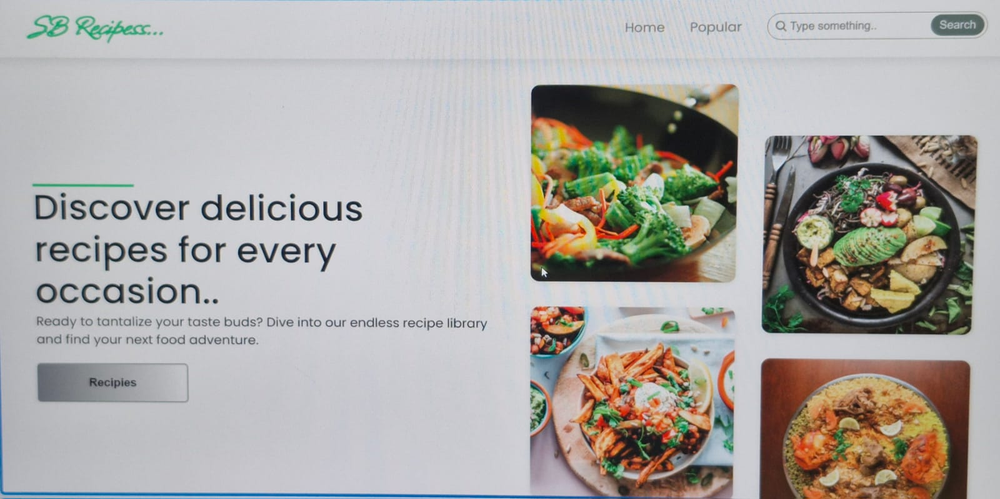 SB Recipess...
Home
Popular
Type something..
Search
Discover delicious
recipes for every
occasion..
Ready to tantalize your taste buds? Dive into our endless recipe library
and find your next food adventure.
Recipies